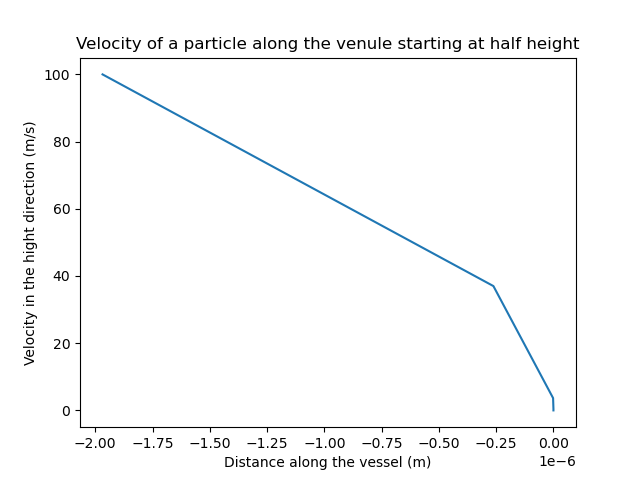 Velocity of a particle along the venule starting at half height
100
80
60
40
20
0
Velocity in the hight direction (m/s)
−2.00 −1.75 −1.50 −1.25 −1.00 −0.75 −0.50 −0.25 0.00
1e−6
Distance along the vessel (m)